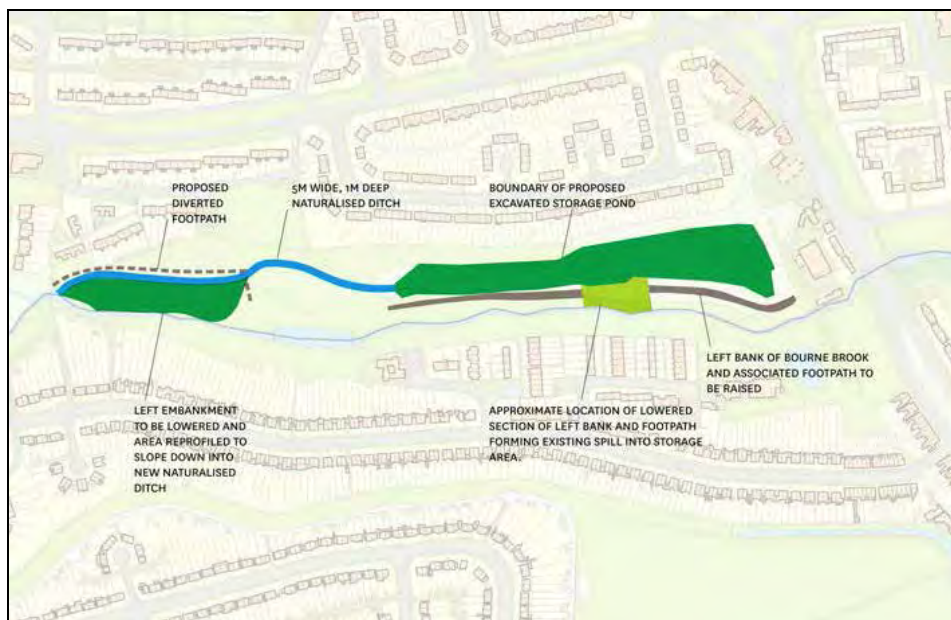 PROPOSED
DIVERTED
FOOTPATH
5M WIDE, 1M DEEP
NATURALISED DITCH
BOUNDARY OF PROPOSED
EXCAVATED STORAGE POND
LEFT BANK OF BOURNE BROOK
AND ASSOCIATED FOOTPATH TO
BE RAISED
LEFT EMBANKMENT
TO BE LOWERED AND
AREA REPROFILED TO
SLOPE DOWN INTO
NEW NATURALISED
DITCH
APPROXIMATE LOCATION OF LOWERED
SECTION OF LEFT BANK AND FOOTPATH
FORMING EXISTING SPILL INTO STORAGE
AREA.